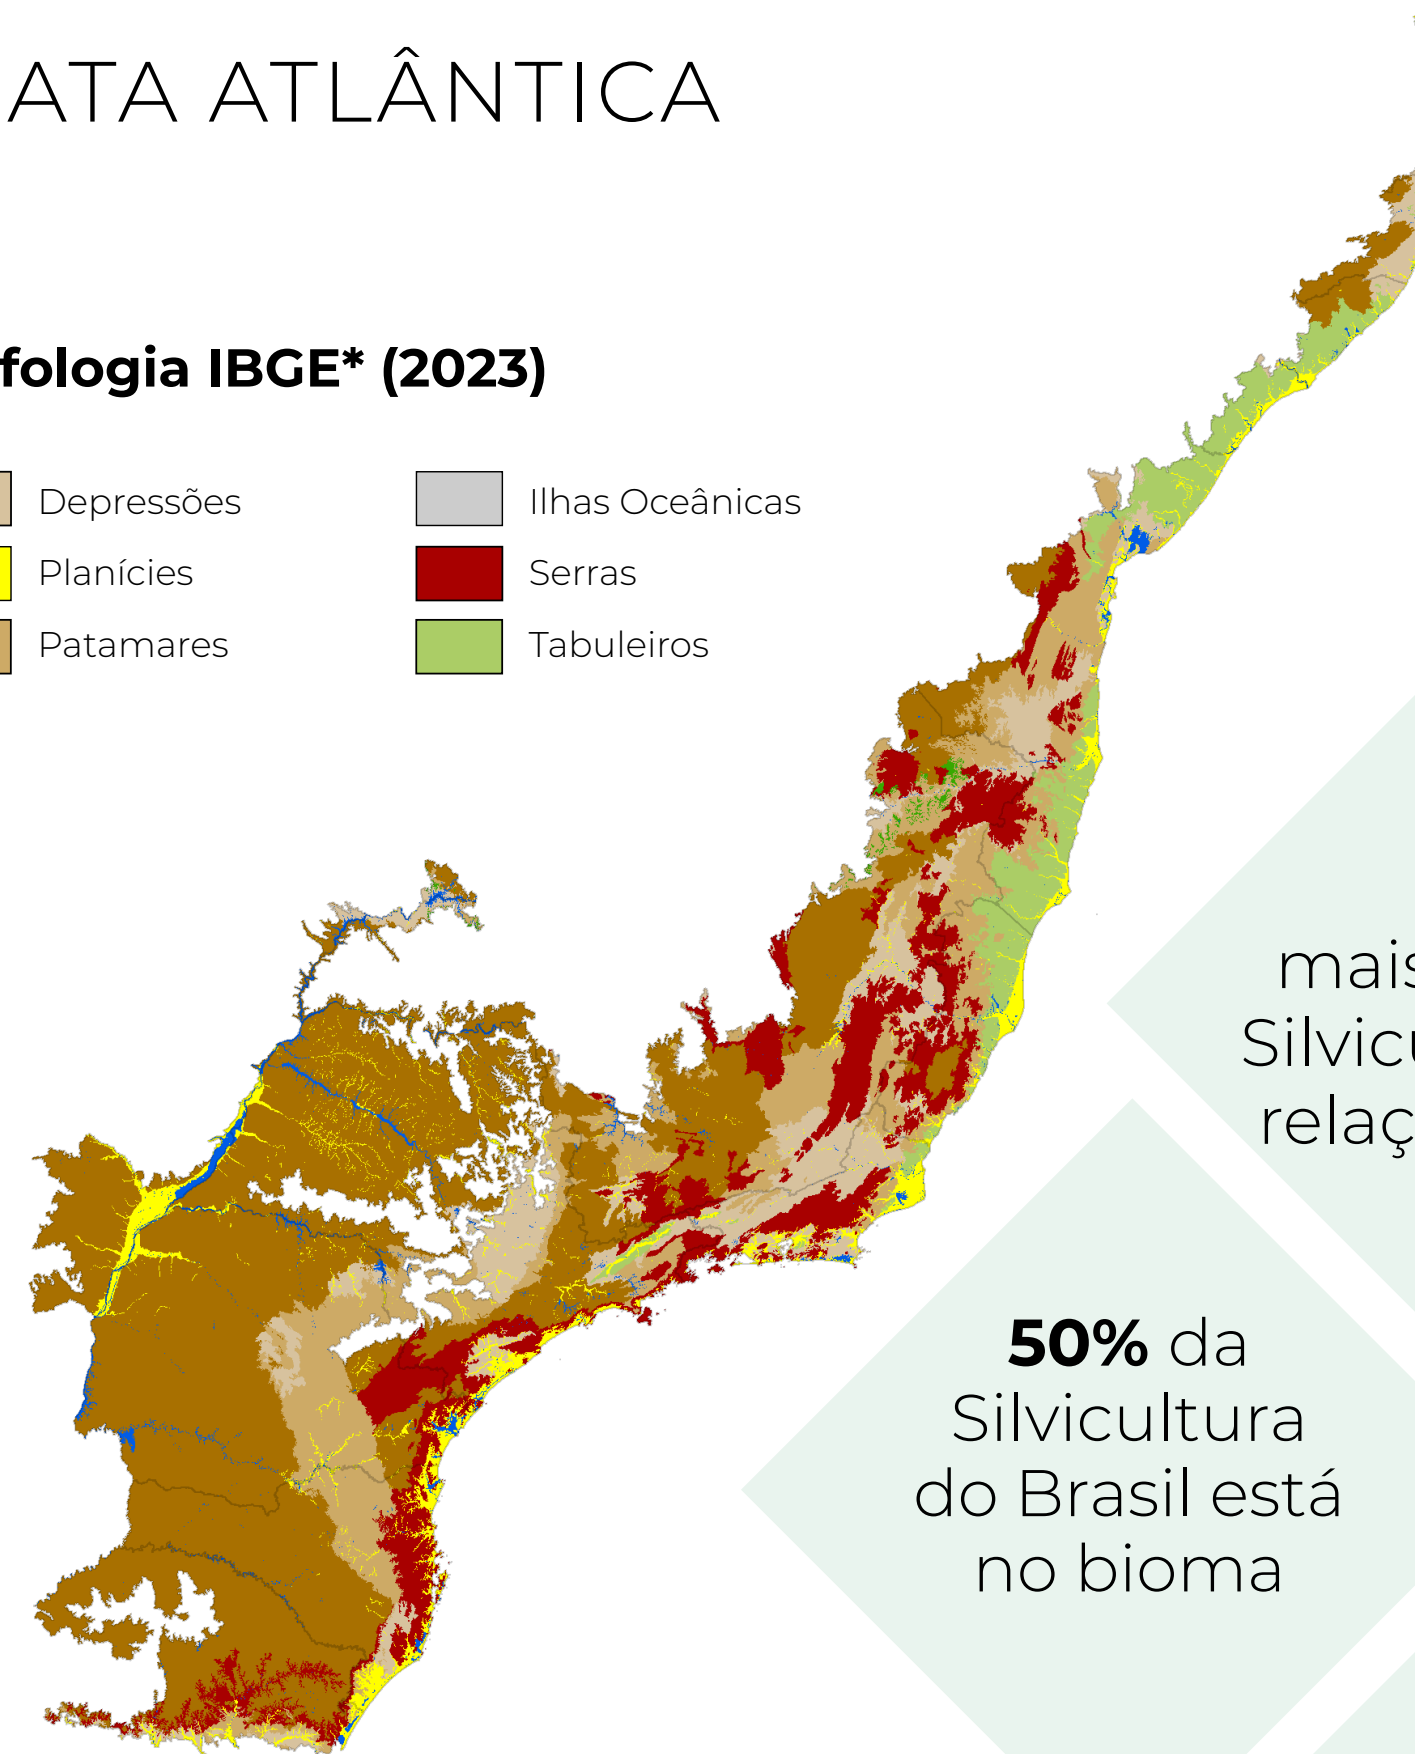 ATA ATLÂNTICA
fologia IBGE* (2023)
Depressões
Planícies
Patamares
Ilhas Oceânicas
Serras
Tabuleiros
mais
Silvicu
relaç
50% da
Silvicultura
do Brasil está
no bioma